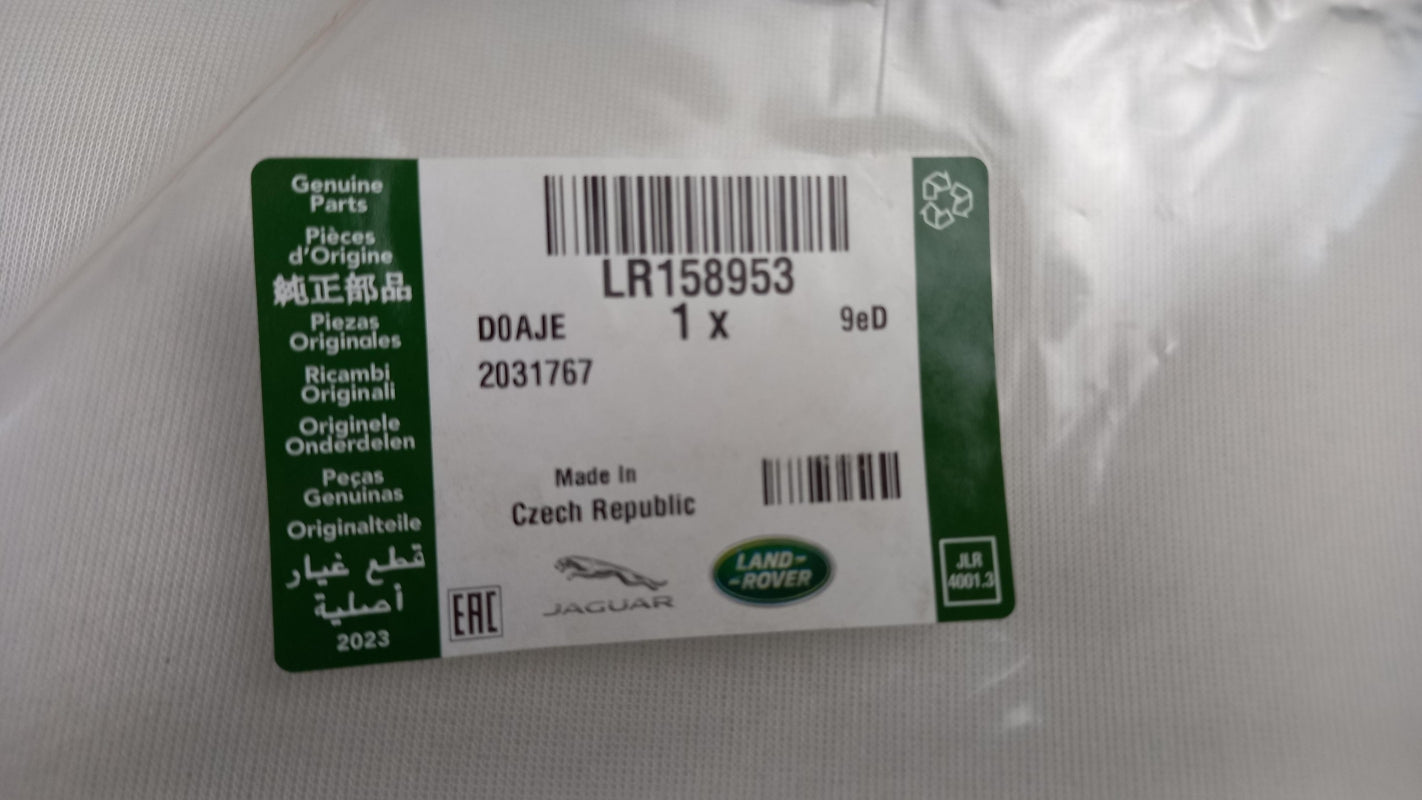 Genuine
Parts
Pièces
d'Origine
純正部品
Piezas
Originales
Ricambi
Originali
Originele
Onderdelen
Peças
Genuínas
Originalteile
قطع غيار
أصلية
2023
LR158953
D0AJE 1 x 9eD
2031767
Made In
Czech Republic
EAC
JAGUAR
LAND-
-ROVER
JLR
4001.3